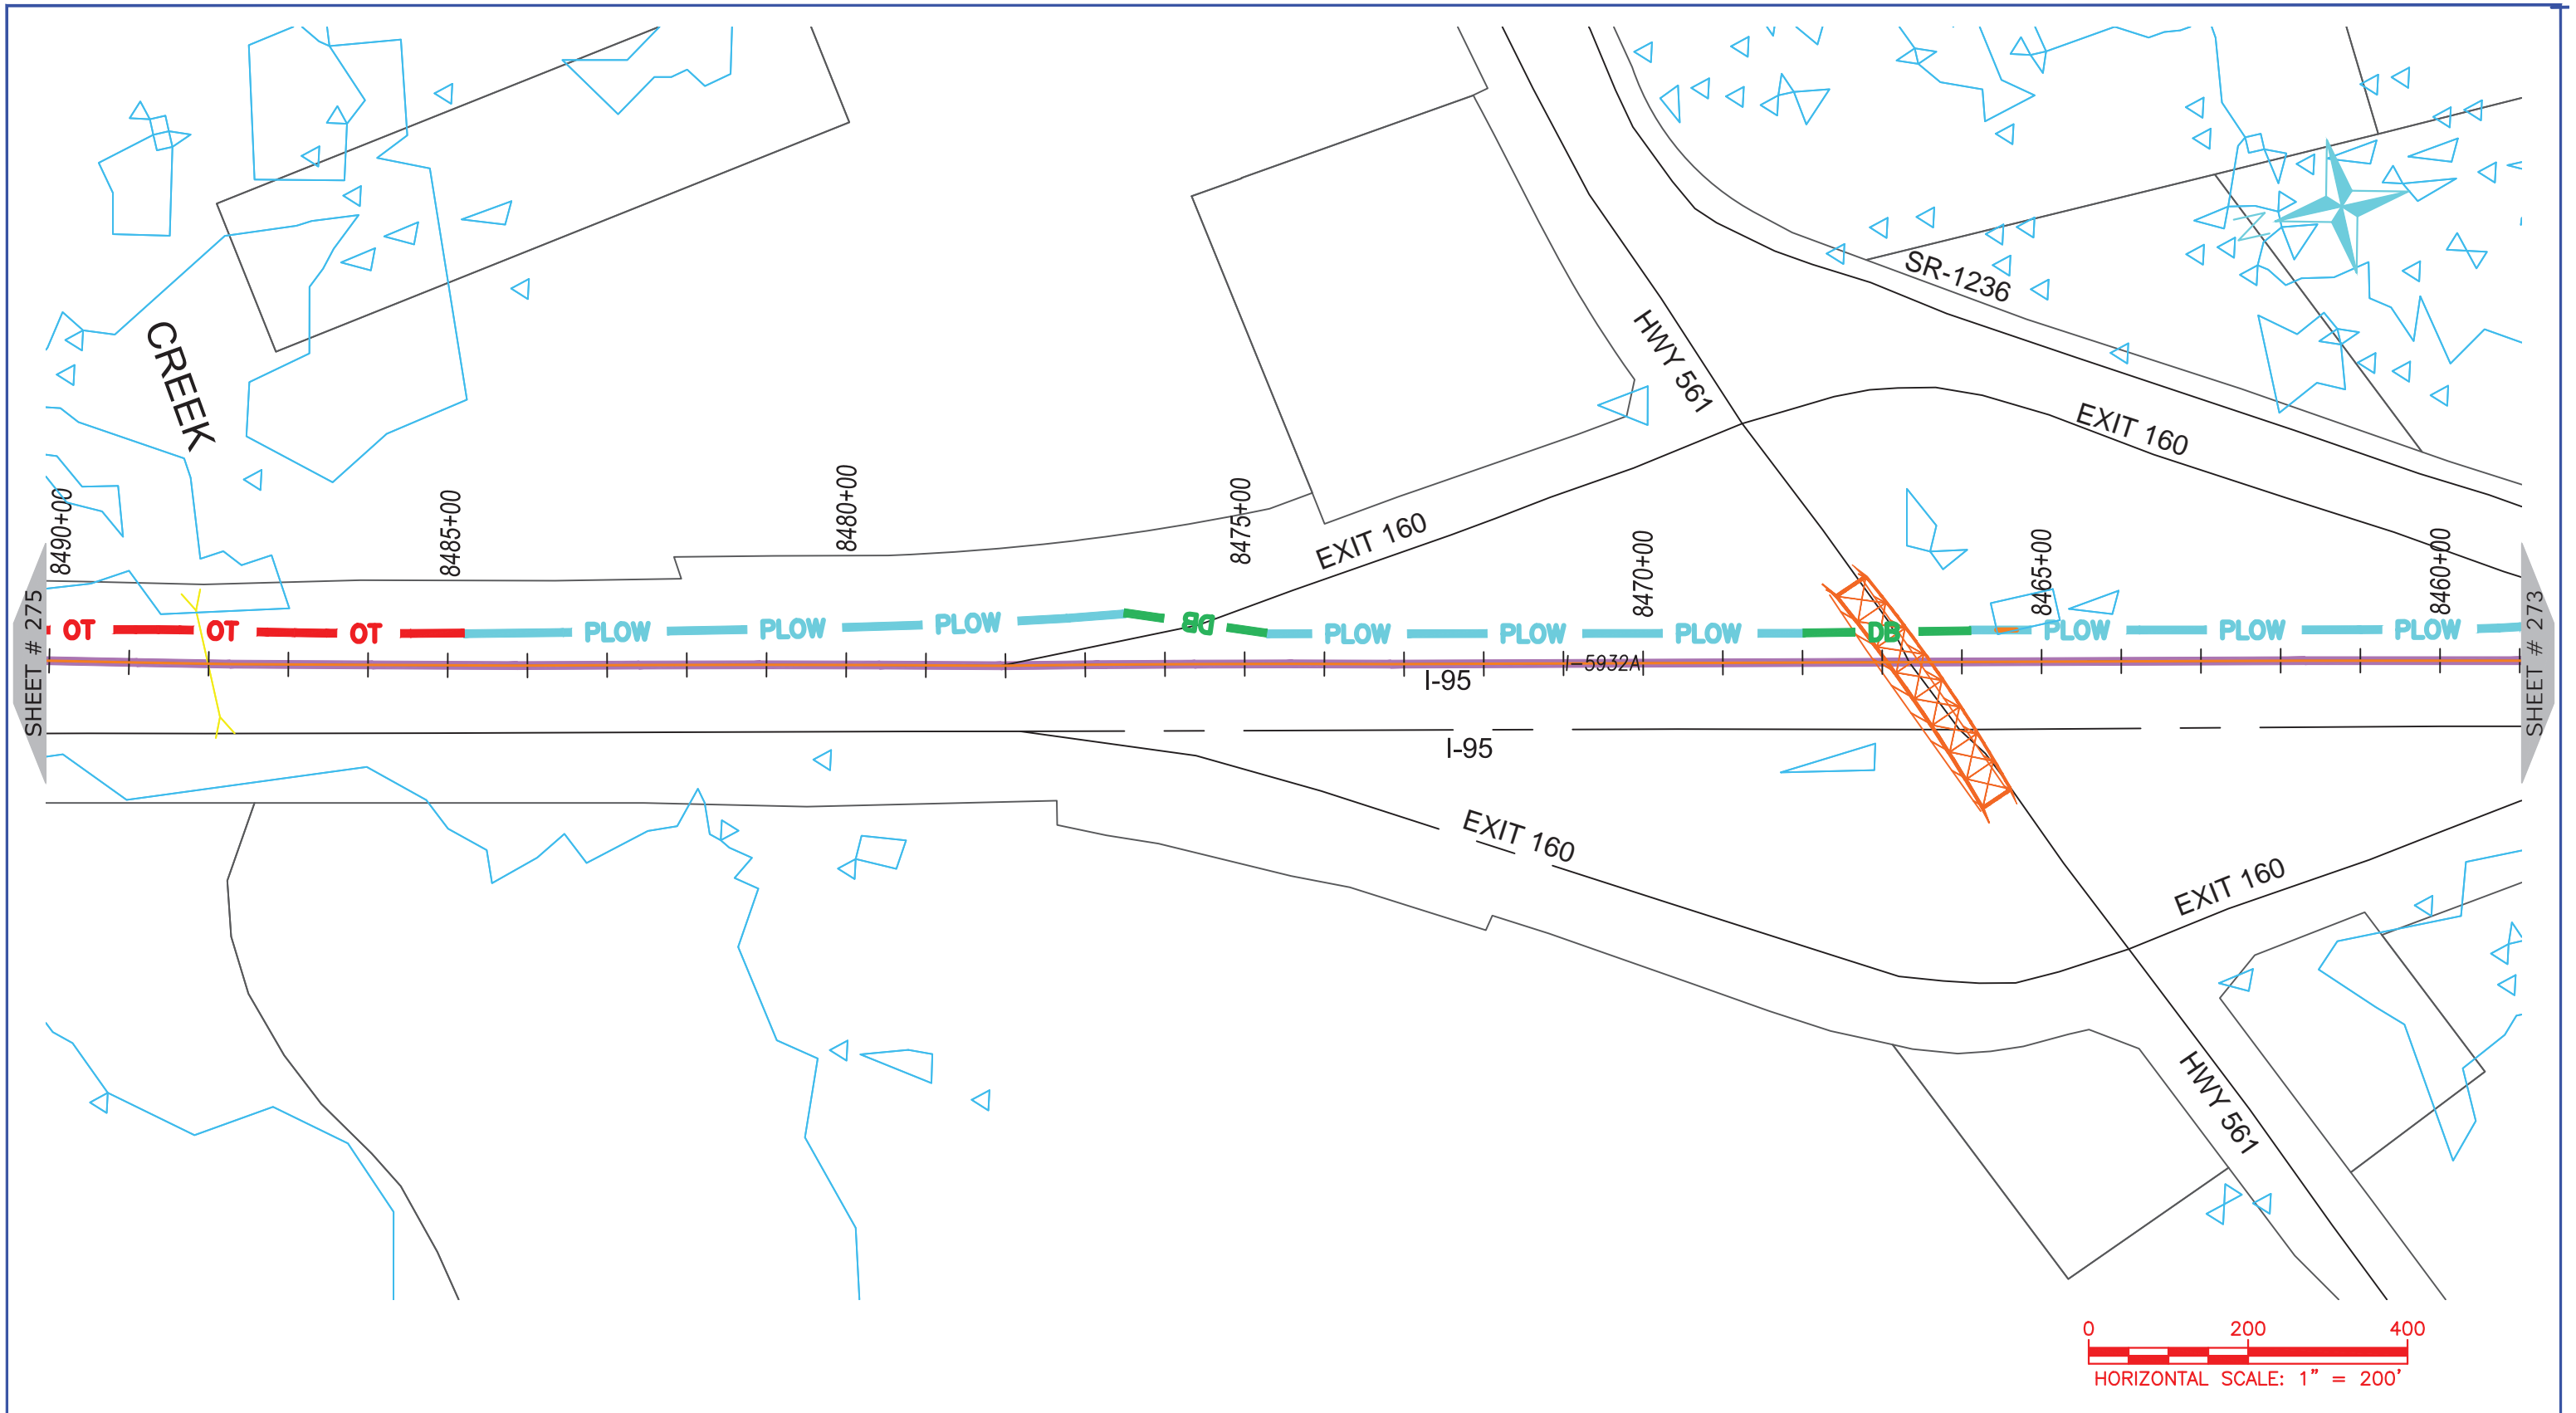 SR-1236
HWY 561
CREEK
EXIT 160
8490+00
8485+00
8480+00
8475+00
EXIT 160
8470+00
8465+00
8460+00
SHEET # 275
OT
OT
OT
PLOW
PLOW
PLOW
DB
PLOW
PLOW
PLOW
DB
PLOW
PLOW
PLOW
SHEET # 273
I-5932A
I-95
I-95
EXIT 160
EXIT 160
HWY 561
0 200 400
HORIZONTAL SCALE: 1" = 200'